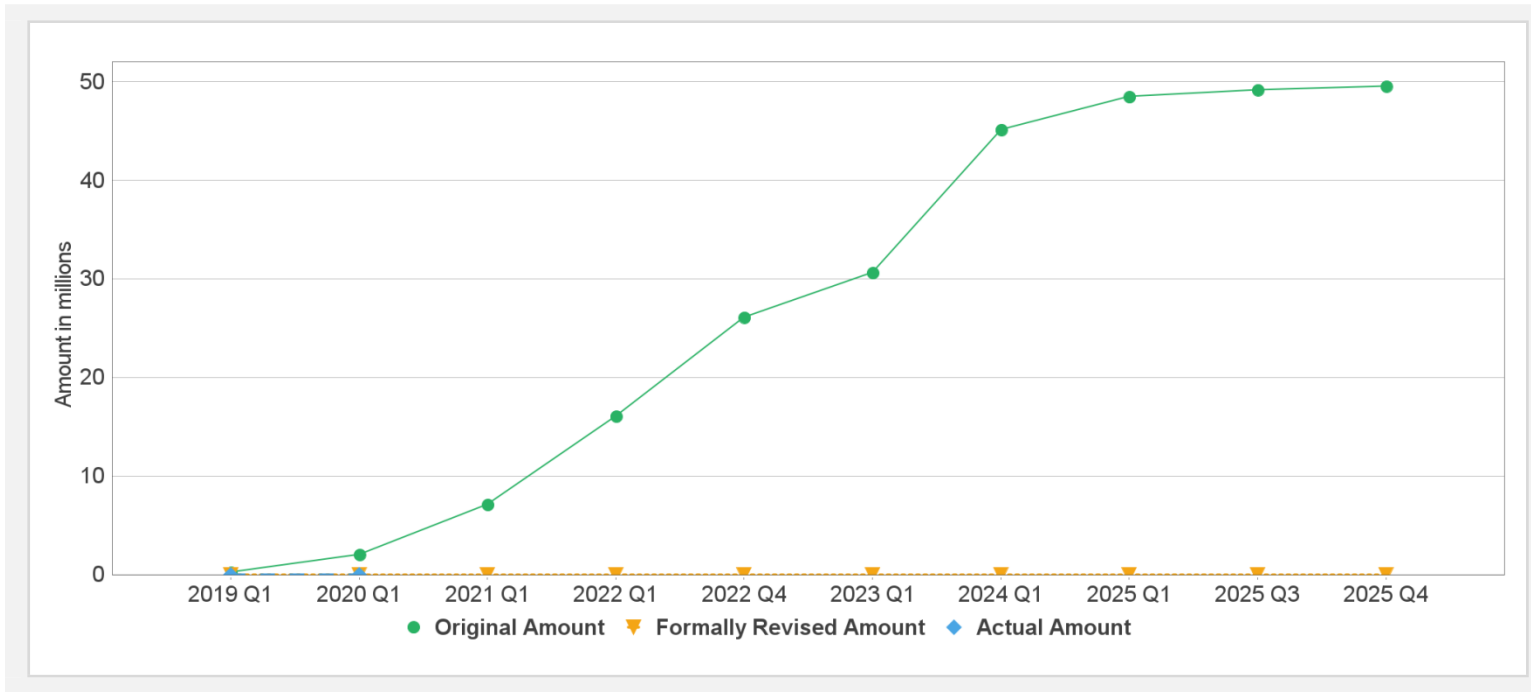 50
40
30
20
10
0
Amount in millions
2019 Q1 2020 Q1 2021 Q1 2022 Q1 2022 Q4 2023 Q1 2024 Q1 2025 Q1 2025 Q3 2025 Q4
Original Amount Formally Revised Amount Actual Amount